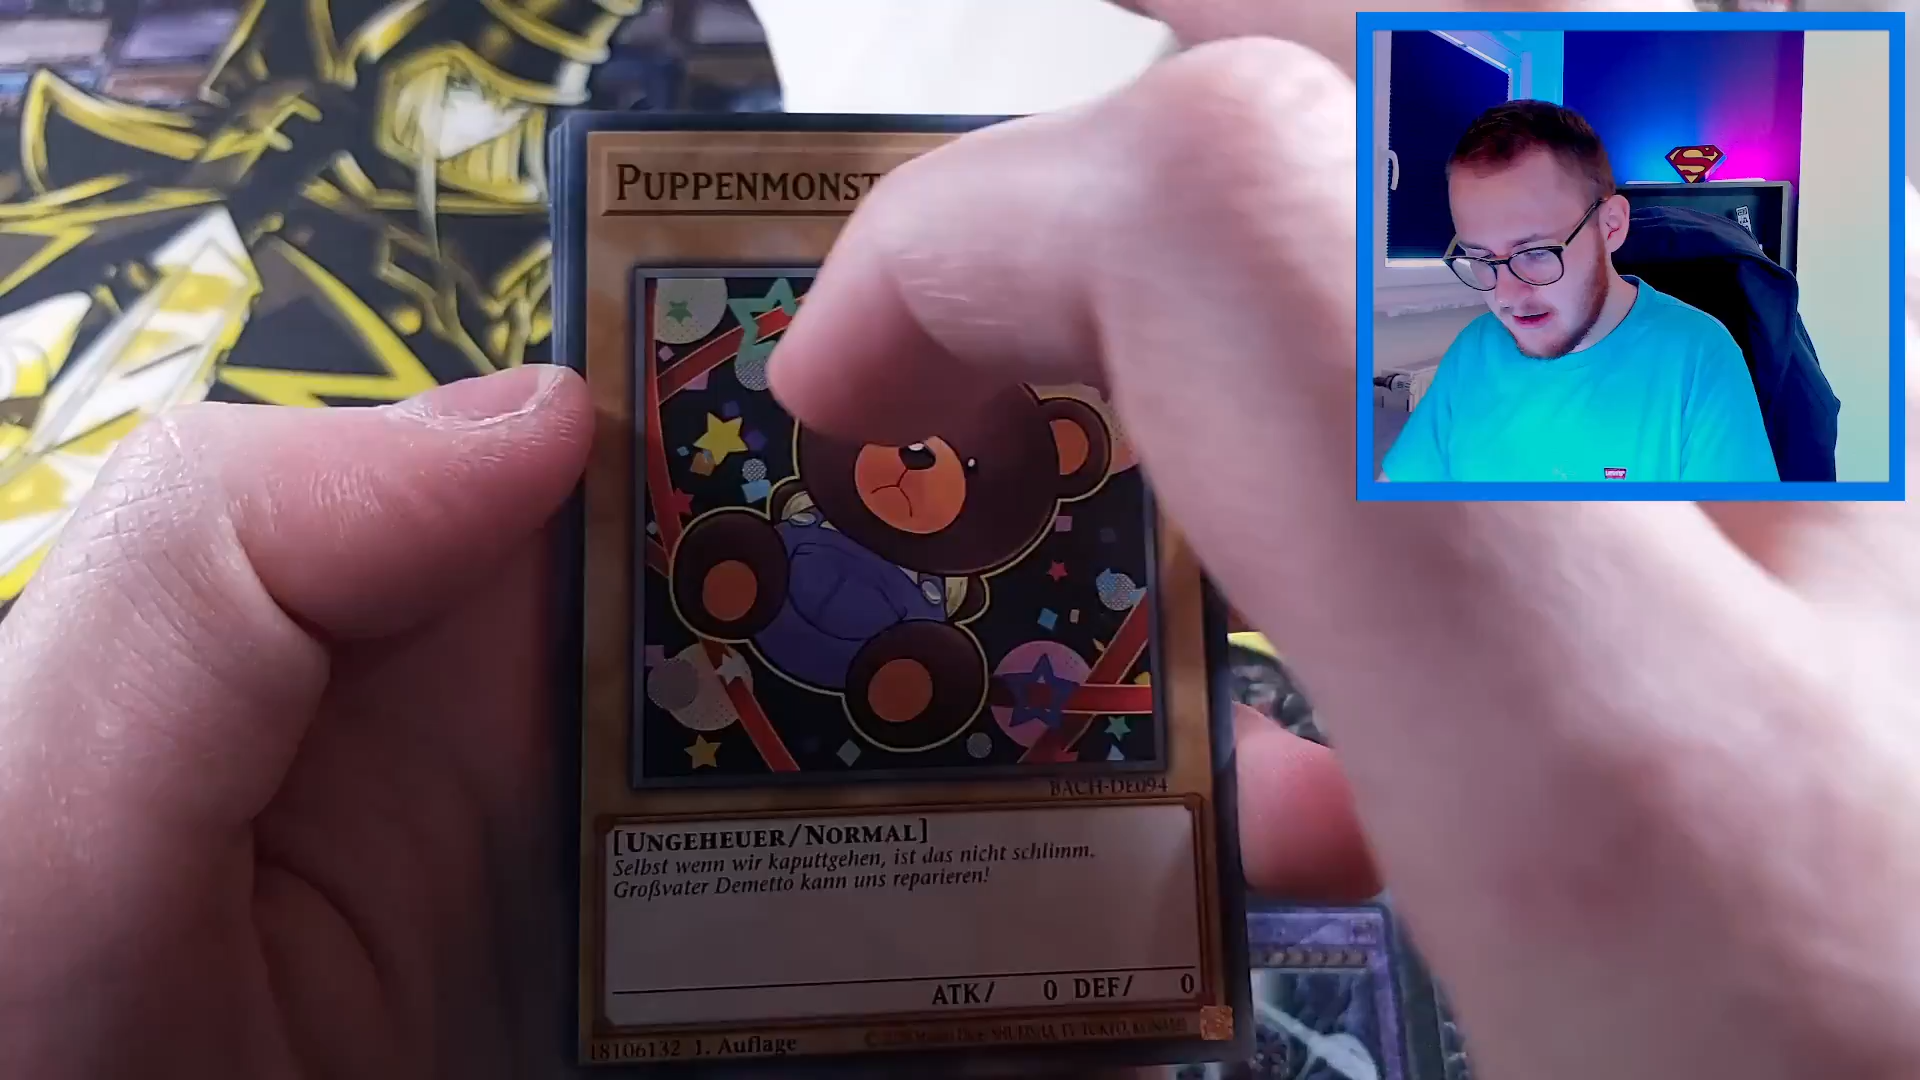 PUPPENMONST
BACH-DE094
[UNGEHEUER/NORMAL]
Selbst wenn wir kaputtgehen, ist das nicht schlimm.
Großvater Demetto kann uns reparieren!
ATK/ 0 DEF/ 0
18106132 1. Auflage